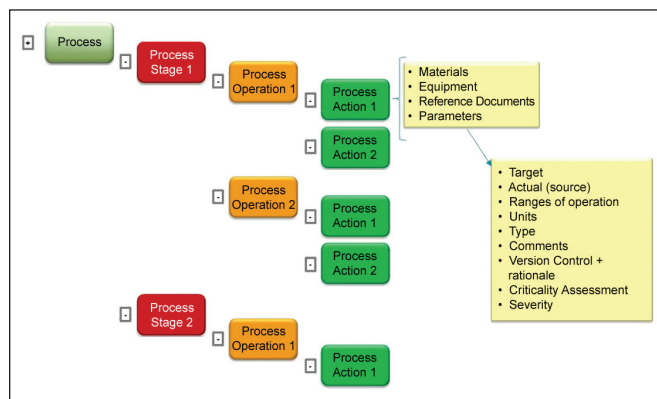 +
Process
-
Process
Stage 1
-
Process
Operation 1
-
Process
Action 1
• Materials
• Equipment
• Reference Documents
• Parameters
-
Process
Action 2
• Target
• Actual (source)
• Ranges of operation
• Units
• Type
• Comments
• Version Control +
rationale
• Criticality Assessment
• Severity
-
Process
Operation 2
-
Process
Action 1
-
Process
Action 2
-
Process
Stage 2
-
Process
Operation 1
-
Process
Action 1